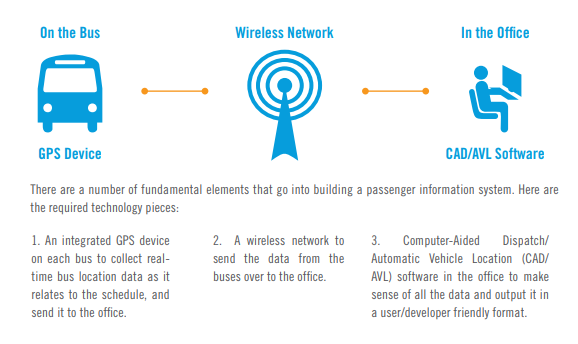 On the Bus
Wireless Network
In the Office
GPS Device
CAD/AVL Software
There are a number of fundamental elements that go into building a passenger information system. Here are
the required technology pieces:
1. An integrated GPS device
on each bus to collect real-
time bus location data as it
relates to the schedule, and
send it to the office.
2. A wireless network to
send the data from the
buses over to the office.
3. Computer-Aided Dispatch/
Automatic Vehicle Location (CAD/
AVL) software in the office to make
sense of all the data and output it in
a user/developer friendly format.